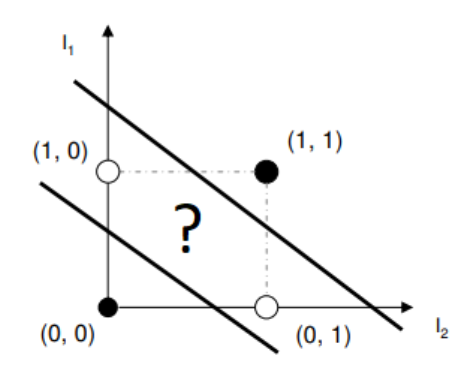 I₁
(1, 0)
(1, 1)
?
(0, 0)
(0, 1)
I₂